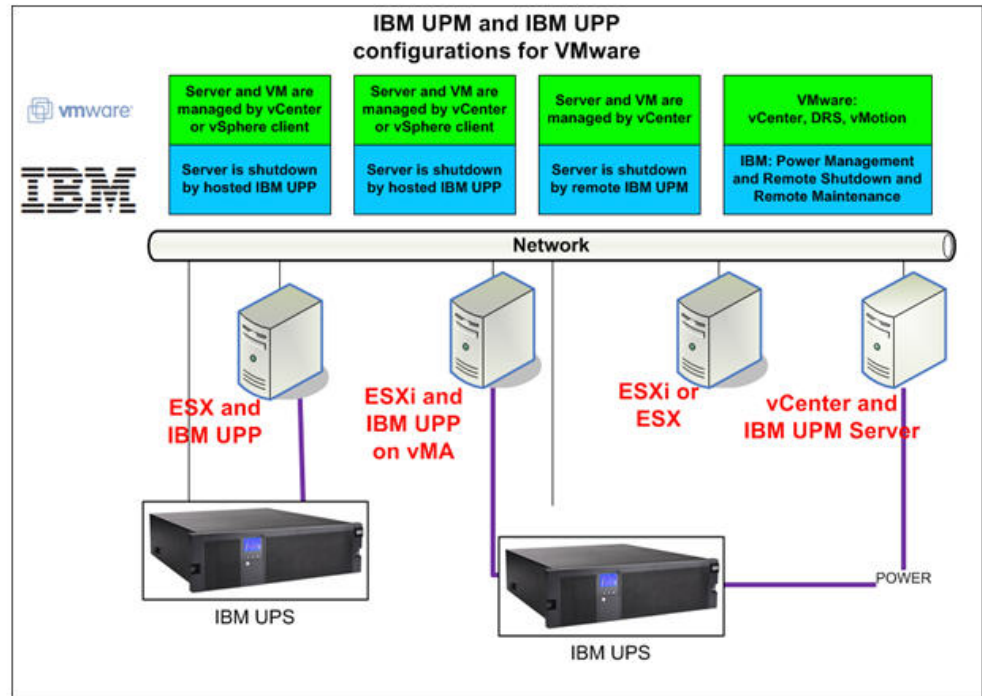 IBM UPM and IBM UPP
configurations for VMware
vmware
IBM
Server and VM are
managed by vCenter
or vSphere client
Server is shutdown
by hosted IBM UPP
Server and VM are
managed by vCenter
or vSphere client
Server is shutdown
by hosted IBM UPP
Server and VM are
managed by vCenter
Server is shutdown
by remote IBM UPM
VMware:
vCenter, DRS, vMotion
IBM: Power Management
and Remote Shutdown and
Remote Maintenance
Network
ESX and
IBM UPP
ESXi and
IBM UPP
on vMA
ESXi or
ESX
vCenter and
IBM UPM Server
POWER
IBM UPS
IBM UPS